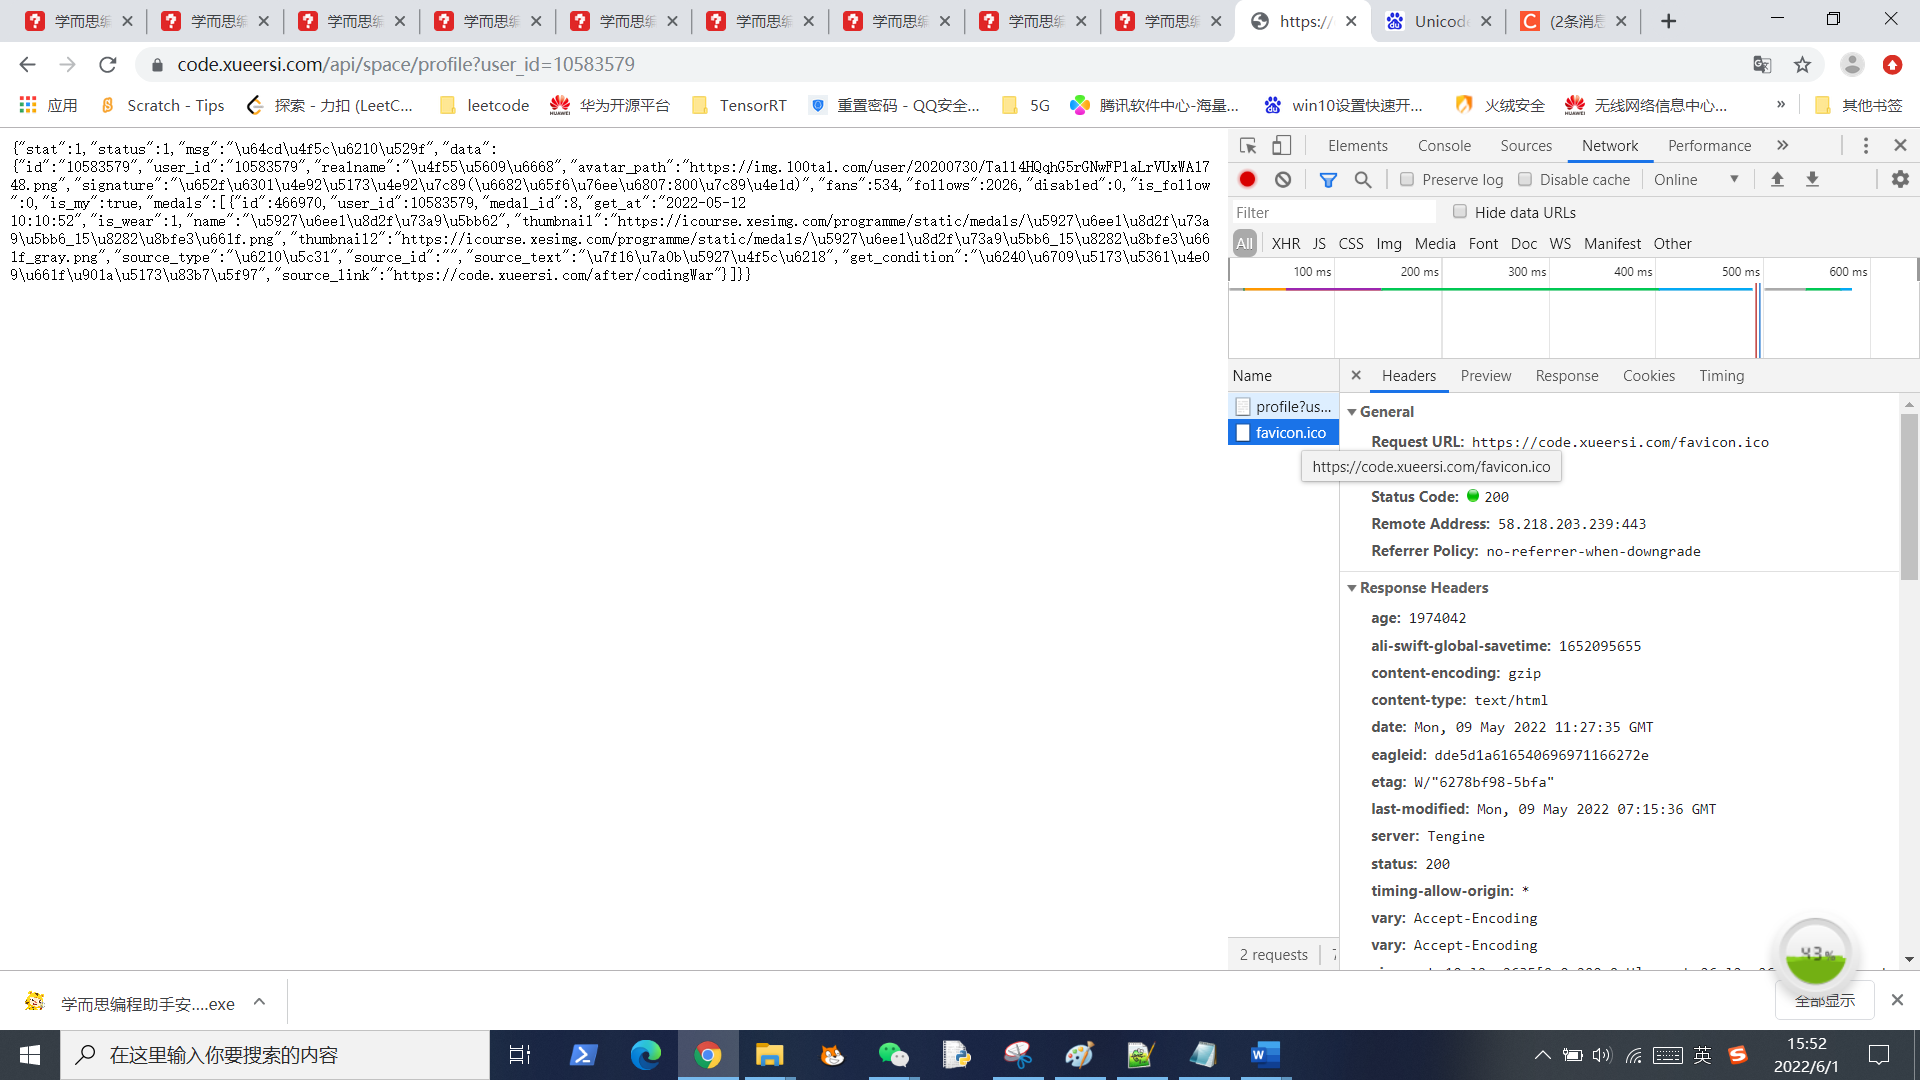 学而思编 学而思编 学而思编 学而思编 学而思编 学而思编 学而思编 学而思编 学而思编 https:// Unicod (2条消息
code.xueersi.com/api/space/profile?user_id=10583579
应用 Scratch - Tips 探索 - 力扣 (LeetC... leetcode 华为开源平台 TensorRT 重置密码 - QQ安全... 5G 腾讯软件中心-海量... win10设置快速开... 火绒安全 无线网络信息中心... » 其他书签
{"stat":1,"status":1,"msg":"\u64cd\u4f5c\u6210\u529f","data":
{"id":"10583579","user_id":"10583579","realname":"\u4f55\u5609\u6668","avatar_path":"https://img.100tal.com/user/20200730/Tal14HQqhG5rGNwFP1aLrVUxWA17
48.png","signature":"\u652f\u6301\u4e92\u5173\u4e92\u7c89(\u6682\u65f6\u76ee\u6807:800\u7c89\u4e1d)","fans":534,"follows":2026,"disabled":0,"is_follow
":0,"is_my":true,"medals":[{"id":466970,"user_id":10583579,"medal_id":8,"get_at":"2022-05-12
10:10:52","is_wear":1,"name":"\u5927\u6ee1\u8d2f\u73a9\u5bb62","thumbnail":"https://icourse.xesimg.com/programme/static/medals/\u5927\u6ee1\u8d2f\u73a
9\u5bb6_15\u8282\u8bfe3\u661f.png","thumbnail2":"https://icourse.xesimg.com/programme/static/medals/\u5927\u6ee1\u8d2f\u73a9\u5bb6_15\u8282\u8bfe3\u66
1f_gray.png","source_type":"\u6210\u5c31","source_id":"","source_text":"\u7f16\u7a0b\u5927\u4f5c\u6218","get_condition":"\u6240\u6709\u5173\u5361\u4e0
9\u661f\u901a\u5173\u83b7\u5f97","source_link":"https://code.xueersi.com/after/codingWar"}]}}
Elements Console Sources Network Performance »
Preserve log Disable cache Online
Filter Hide data URLs
All XHR JS CSS Img Media Font Doc WS Manifest Other
100 ms 200 ms 300 ms 400 ms 500 ms 600 ms
Name Headers Preview Response Cookies Timing
profile?us...
favicon.ico
General
Request URL: https://code.xueersi.com/favicon.ico
https://code.xueersi.com/favicon.ico
Status Code: 200
Remote Address: 58.218.203.239:443
Referrer Policy: no-referrer-when-downgrade
Response Headers
age: 1974042
ali-swift-global-savetime: 1652095655
content-encoding: gzip
content-type: text/html
date: Mon, 09 May 2022 11:27:35 GMT
eagleid: dde5d1a616540696971166272e
etag: W/"6278bf98-5bfa"
last-modified: Mon, 09 May 2022 07:15:36 GMT
server: Tengine
status: 200
timing-allow-origin: *
vary: Accept-Encoding
vary: Accept-Encoding
2 requests
43%
学而思编程助手安....exe
全部显示
在这里输入你要搜索的内容
英
15:52
2022/6/1